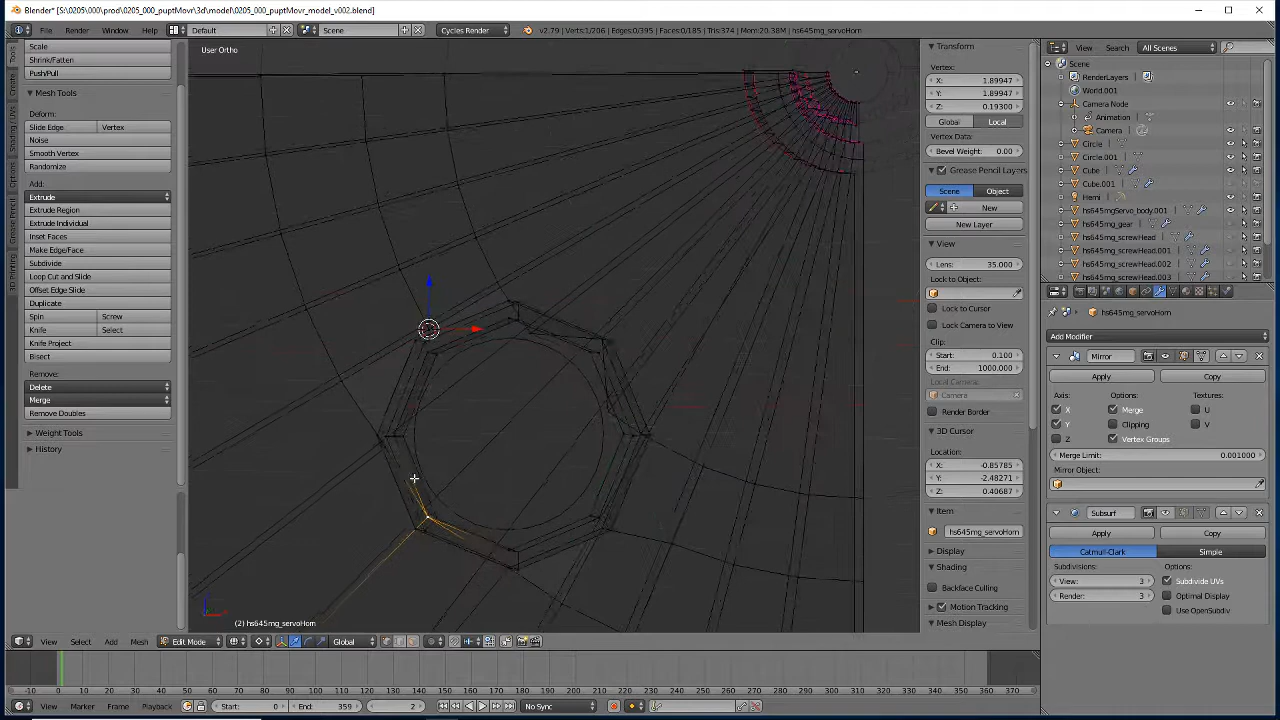 Blender* [S:\0205\000\prod\0205_000_puptMovr\3d\model\0205_000_puptMovr_model_v002.blend]
File Render Window Help Default Scene Cycles Render v2.79 | Verts:1/206 | Edges:0/395 | Faces:0/185 | Tris:374 | Mem:20.38M | hs645mg_servoHorn
View Search All Scenes
Tools
Create
Shading/UVs
Options
Grease Pencil
3D Printing
Scale
Shrink/Fatten
Push/Pull
Mesh Tools
Deform:
Slide Edge Vertex
Noise
Smooth Vertex
Randomize
Add:
Extrude
Extrude Region
Extrude Individual
Inset Faces
Make Edge/Face
Subdivide
Loop Cut and Slide
Offset Edge Slide
Duplicate
Spin Screw
Knife Select
Knife Project
Bisect
Remove:
Delete
Merge
Remove Doubles
Weight Tools
History
User Ortho
(2) hs645mg_servoHorn
Transform
Vertex:
X: 1.89947
Y: 1.89947
Z: 0.19300
Global Local
Vertex Data:
Bevel Weight: 0.00
Grease Pencil Layers
Scene Object
New
New Layer
View
Lens: 35.000
Lock to Object:
Lock to Cursor
Lock Camera to View
Clip:
Start: 0.100
End: 1000.000
Local Camera:
Camera
Render Border
3D Cursor
Location:
X: -0.85785
Y: -2.48271
Z: 0.40687
Item
hs645mg_servoHorn
Display
Shading
Backface Culling
Motion Tracking
Mesh Display
Scene
RenderLayers
World.001
Camera Node
Animation
Camera
Circle
Circle.001
Cube
Cube.001
Hemi
hs645mgServo_body.001
hs645mg_gear
hs645mg_screwHead
hs645mg_screwHead.001
hs645mg_screwHead.002
hs645mg_screwHead.003
hs645mg_servoHorn
Add Modifier
Mirror
Apply Copy
Axis: Options: Textures:
X Merge U
Y Clipping V
Z Vertex Groups
Merge Limit: 0.001000
Mirror Object:
Subsurf
Apply Copy
Catmull-Clark Simple
Subdivisions: Options:
View: 3 Subdivide UVs
Render: 3 Optimal Display
Use OpenSubdiv
View Select Add Mesh Edit Mode Global
-10 0 10 20 30 40 50 60 70 80 90 100 110 120 130 140 150 160 170 180 190 200 210 220 230 240 250 260 270 280 290 300 310 320 330 340 350 360 370
View Marker Frame Playback Start: 0 End: 359 2 No Sync